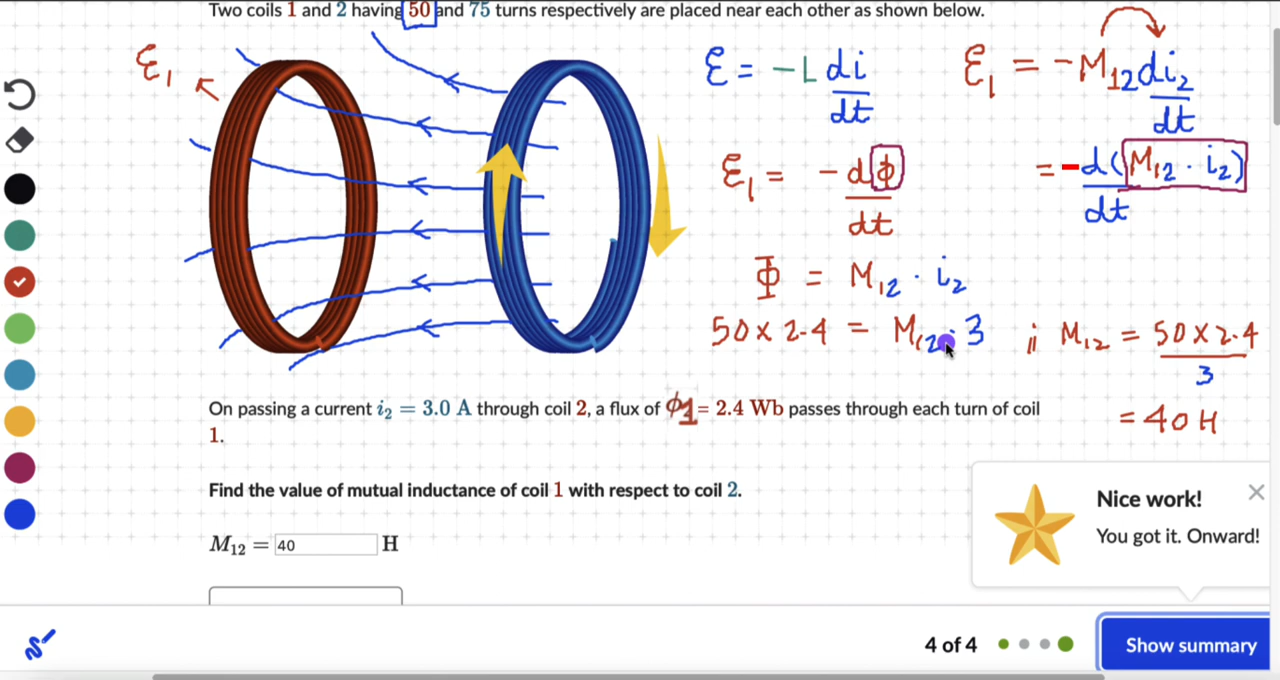 Two coils 1 and 2 having 50 and 75 turns respectively are placed near each other as shown below.
ℰ₁
ℰ = -L di/dt
ℰ₁ = -M₁₂ di₂/dt
ℰ₁ = -dϕ/dt
= -d(M₁₂ · i₂)/dt
Φ = M₁₂ · i₂
50 × 2.4 = M₁₂ · 3
ii M₁₂ = 50 × 2.4/3
= 40 H
On passing a current i₂ = 3.0 A through coil 2, a flux of ϕ1 = 2.4 Wb passes through each turn of coil
1.
Find the value of mutual inductance of coil 1 with respect to coil 2.
M₁₂ = 40 H
Nice work!
You got it. Onward!
4 of 4
Show summary